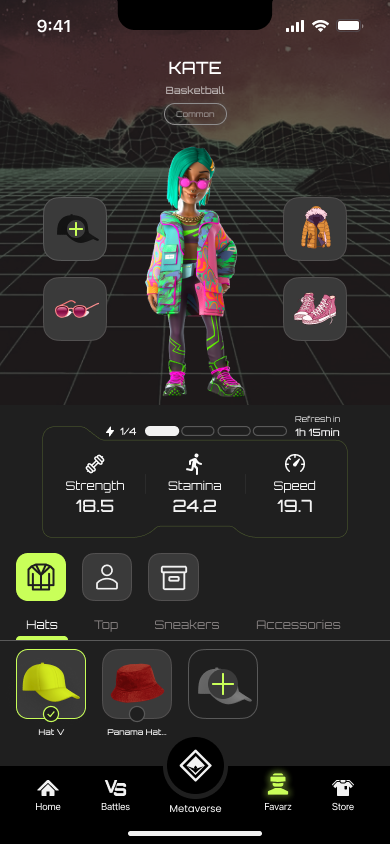 9:41
KATE
Basketball
Common
1/4
Refresh in
1h 15min
Strength
Stamina
Speed
18.5
24.2
19.7
Hats
Top
Sneakers
Accessories
Hat V
Panama Hat...
VS
Home
Battles
Metaverse
Favarz
Store